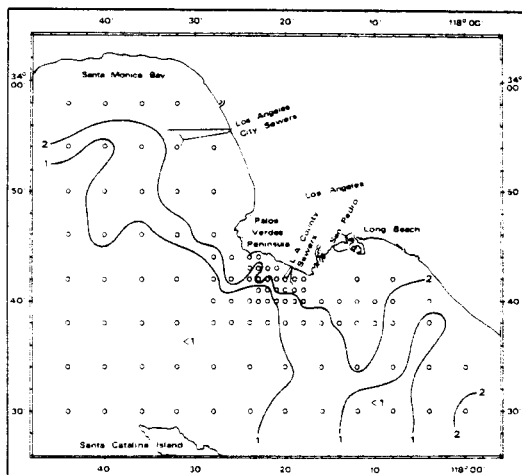 40' 50' 20' 10' 118° 00'
34° 00'
Santa Monica Bay
34° 00'
Los Angeles
City Sewers
2
1
50'
Los Angeles
50'
Palos
Verdes
Peninsula
L A County
Sewers
San Pedro
Long Beach
40'
40'
2
<1
<1
2
30'
1
1
1
30'
Santa Catalina Island
40' 30' 20' 10' 118° 00'